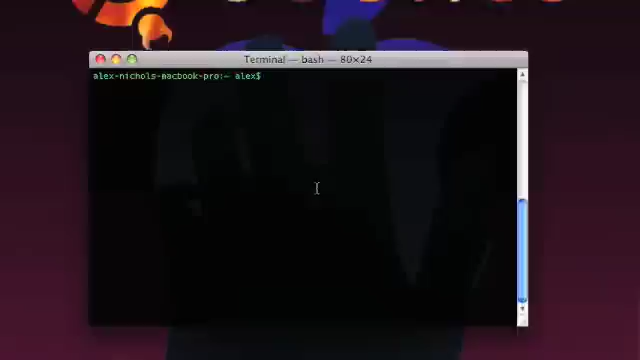 Terminal — bash — 80×24
alex-nichols-macbook-pro:~ alex$